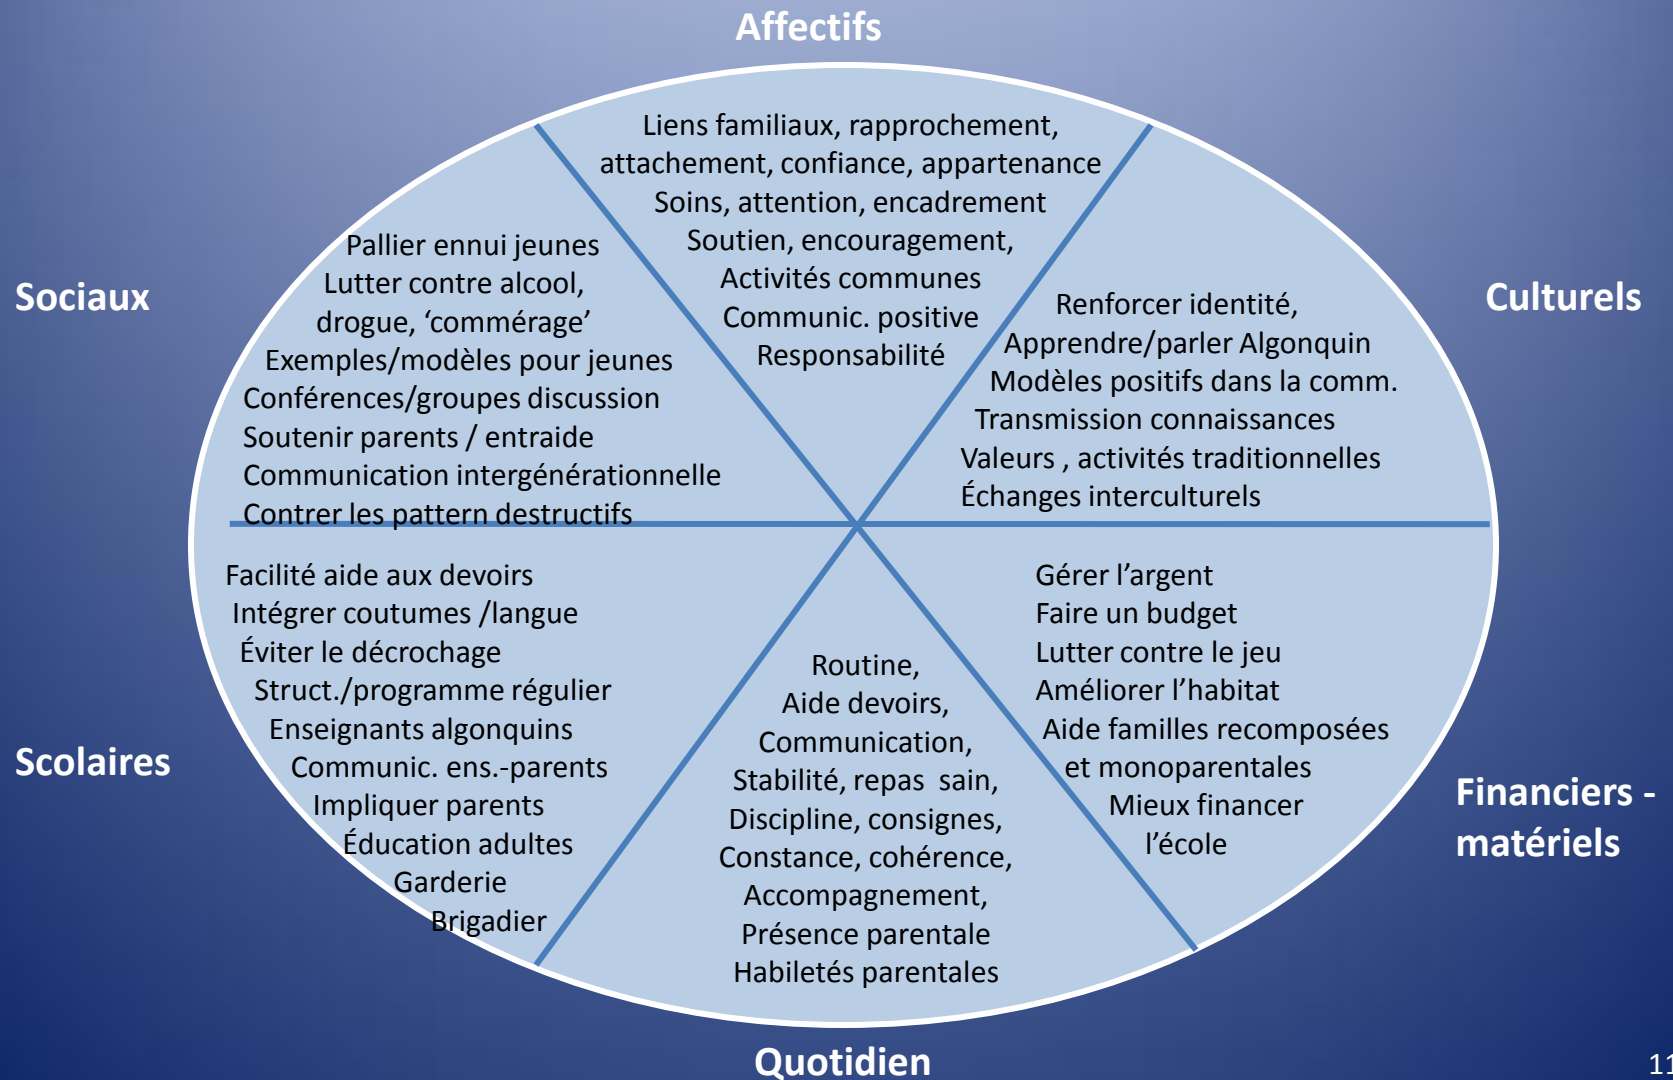 Affectifs
Liens familiaux, rapprochement,
attachement, confiance, appartenance
Soins, attention, encadrement
Soutien, encouragement,
Activités communes
Communic. positive
Responsabilité
Sociaux
Pallier ennui jeunes
Lutter contre alcool,
drogue, ‘commérage’
Exemples/modèles pour jeunes
Conférences/groupes discussion
Soutenir parents / entraide
Communication intergénérationnelle
Contrer les pattern destructifs
Culturels
Renforcer identité,
Apprendre/parler Algonquin
Modèles positifs dans la comm.
Transmission connaissances
Valeurs , activités traditionnelles
Échanges interculturels
Scolaires
Facilité aide aux devoirs
Intégrer coutumes /langue
Éviter le décrochage
Struct./programme régulier
Enseignants algonquins
Communic. ens.-parents
Impliquer parents
Éducation adultes
Garderie
Brigadier
Routine,
Aide devoirs,
Communication,
Stabilité, repas sain,
Discipline, consignes,
Constance, cohérence,
Accompagnement,
Présence parentale
Habiletés parentales
Quotidien
Gérer l’argent
Faire un budget
Lutter contre le jeu
Améliorer l’habitat
Aide familles recomposées
et monoparentales
Mieux financer
l’école
Financiers -
matériels
11